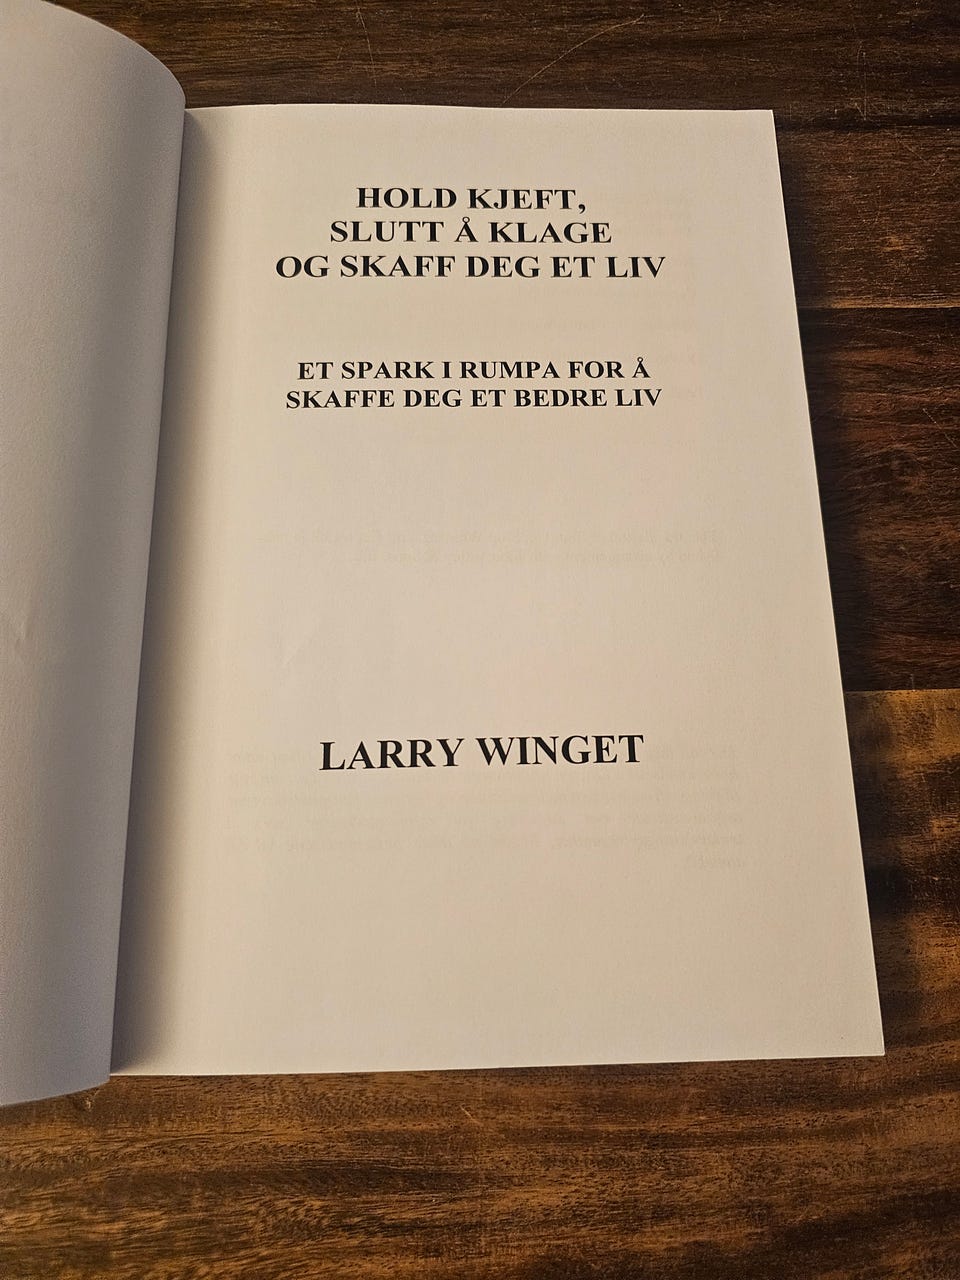 HOLD KJEFT,
SLUTT Å KLAGE
OG SKAFF DEG ET LIV
ET SPARK I RUMPA FOR Å
SKAFFE DEG ET BEDRE LIV
LARRY WINGET